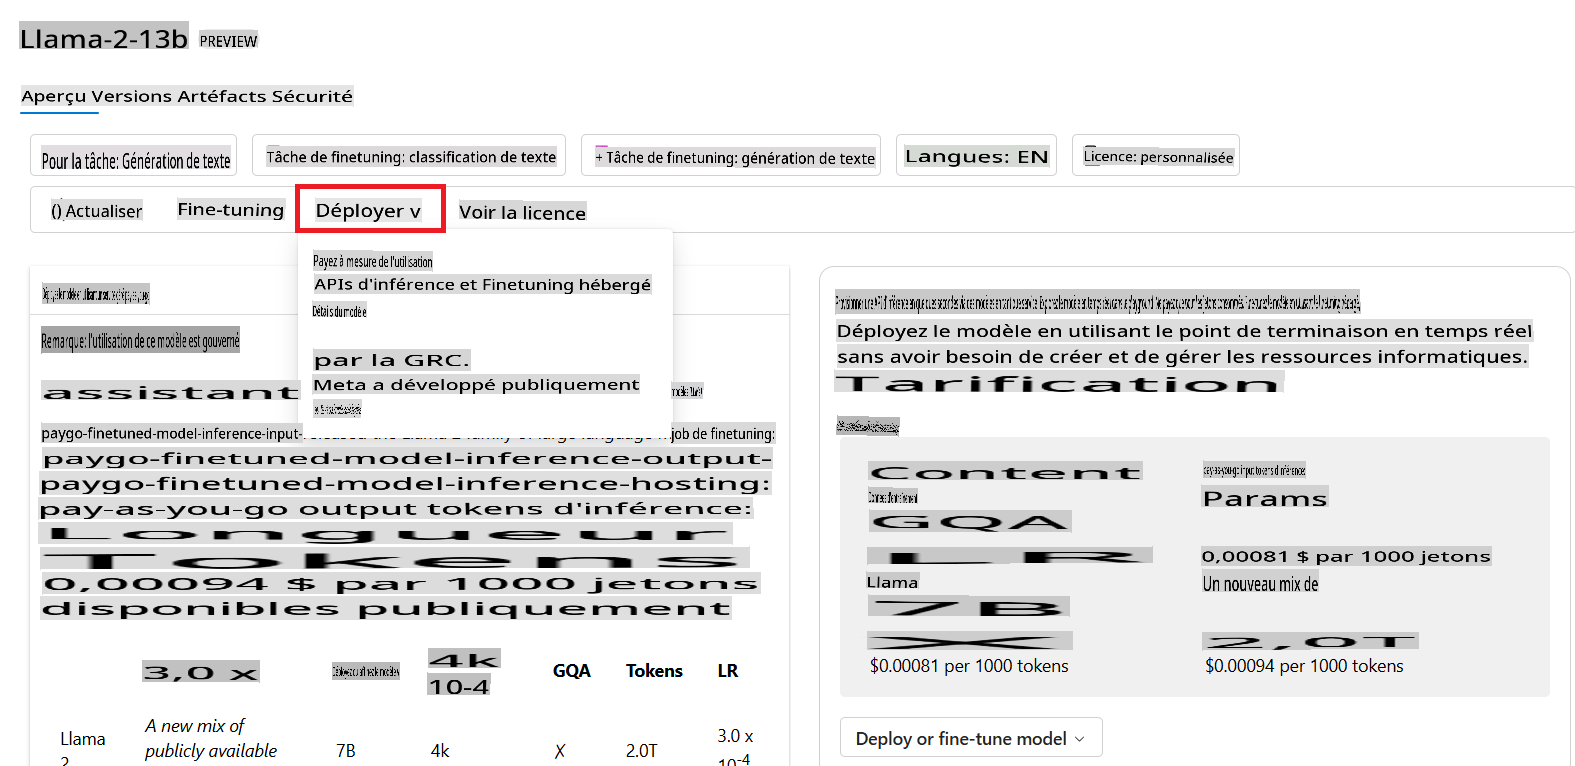 Llama-2-13b PREVIEW
Aperçu Versions Artéfacts Sécurité
Pour la tâche: Génération de texte
Tâche de finetuning: classification de texte
+ Tâche de finetuning: génération de texte
Langues: EN
Licence: personnalisée
() Actualiser
Fine-tuning
Déployer v
Voir la licence
Payez à mesure de l'utilisation
APIs d'inférence et Finetuning hébergé
Détails du modèle
par la GRC.
Meta a développé publiquement
Remarque: l'utilisation de ce modèle est gouverné
assistant
paygo-finetuned-model-inference-input-
job de finetuning:
paygo-finetuned-model-inference-output-
paygo-finetuned-model-inference-hosting:
pay-as-you-go output tokens d'inférence:
Longueur
Tokens
0,00094 $ par 1000 jetons
disponibles publiquement
3,0 x
4k
10-4
GQA
Tokens
LR
Llama
2
A new mix of
publicly available
7B
4k
X
2.0T
3.0 x
10-4
Déployez le modèle en utilisant le point de terminaison en temps réel
sans avoir besoin de créer et de gérer les ressources informatiques.
Tarification
Content
pay-as-you-go input tokens d'inférences
Données d'entraînement
Params
GQA
LR
0,00081 $ par 1000 jetons
Llama
Un nouveau mix de
7B
X
2,0T
$0.00081 per 1000 tokens
$0.00094 per 1000 tokens
Deploy or fine-tune model